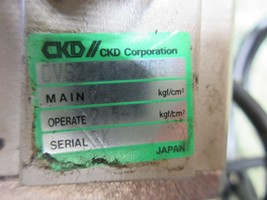 CKD // CKD Corporation
MAIN kgf/cm²
OPERATE kgf/cm²
SERIAL
JAPAN